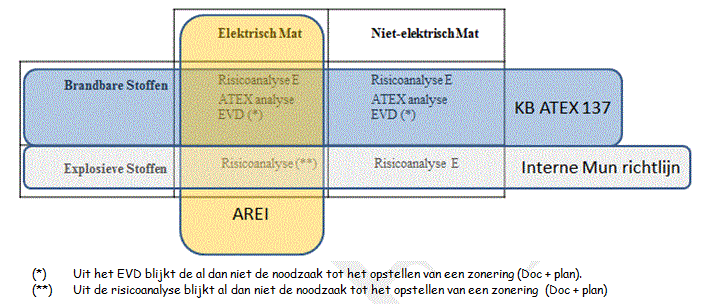 Elektrisch Mat Niet-elektrisch Mat
Brandbare Stoffen Risicoanalyse E Risicoanalyse E
ATEX analyse ATEX analyse
EVD (*) EVD (*)
KB ATEX 137
Explosieve Stoffen Risicoanalyse (**) Risicoanalyse E
Interne Mun richtlijn
AREI
(*) Uit het EVD blijkt de al dan niet de noodzaak tot het opstellen van een zonering (Doc + plan).
(**) Uit de risicoanalyse blijkt al dan niet de noodzaak tot het opstellen van een zonering (Doc + plan)